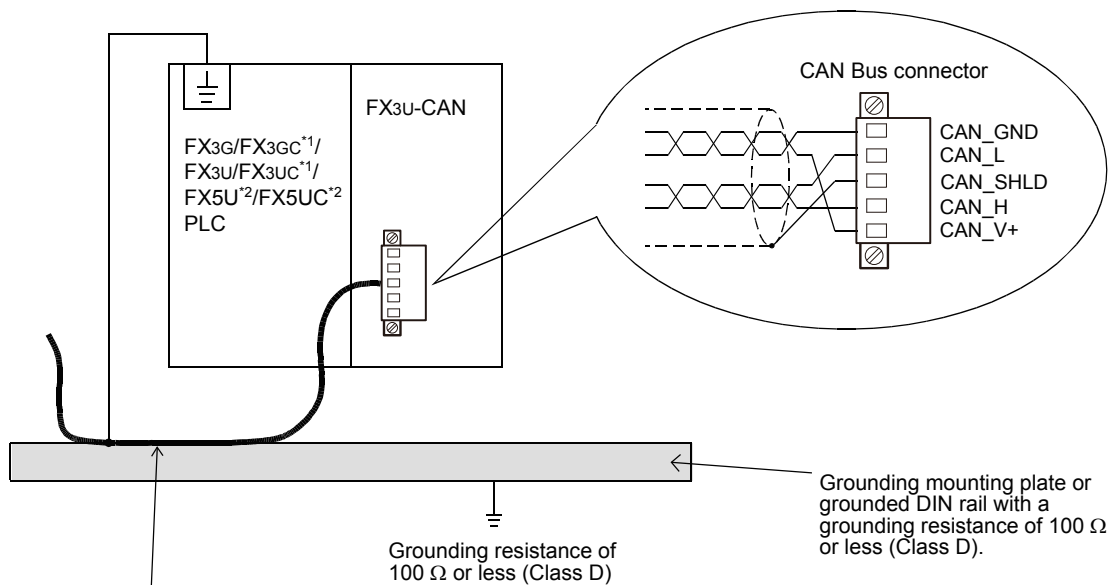 CAN Bus connector
FX3U-CAN
CAN_GND
CAN_L
CAN_SHLD
CAN_H
CAN_V+
FX3G/FX3GC*1/
FX3U/FX3UC*1/
FX5U*2/FX5UC*2
PLC
Grounding mounting plate or
grounded DIN rail with a
grounding resistance of 100 Ω
or less (Class D).
Grounding resistance of
100 Ω or less (Class D)